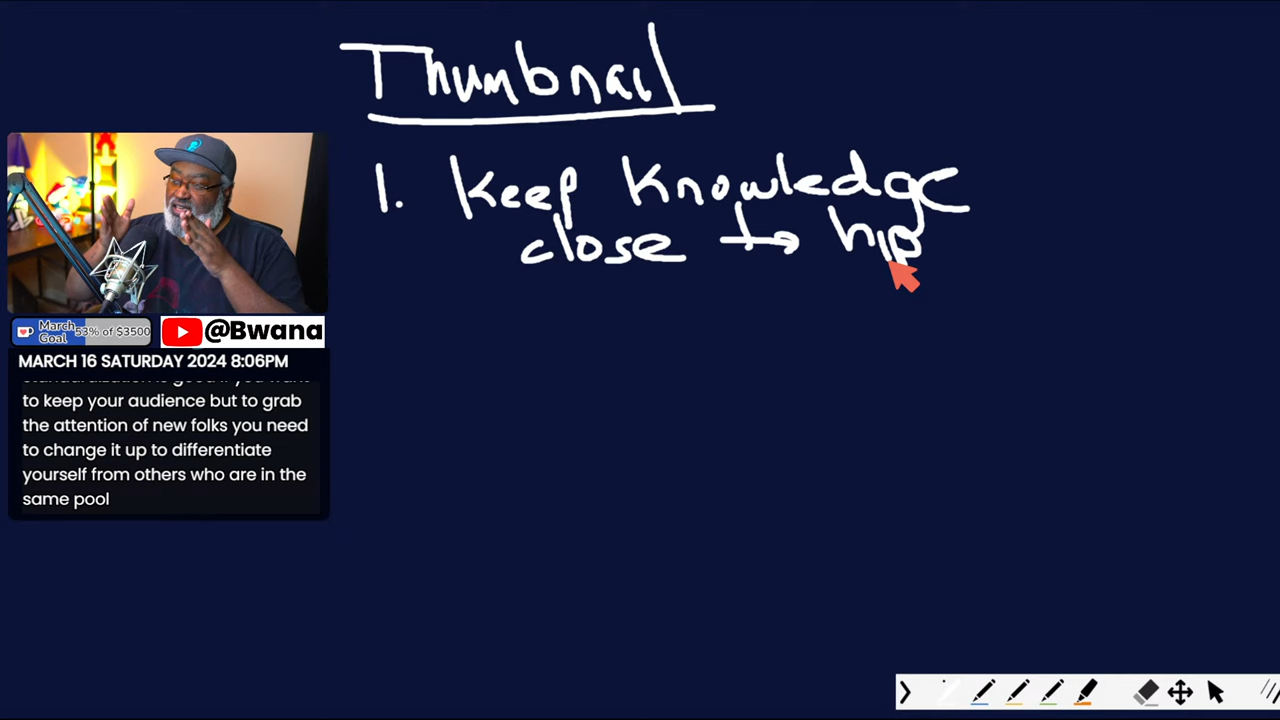 Thumbnail
1. Keep Knowledge
close to hip
March
Goal
53% of $3500
@Bwana
MARCH 16 SATURDAY 2024 8:06PM
to keep your audience but to grab
the attention of new folks you need
to change it up to differentiate
yourself from others who are in the
same pool